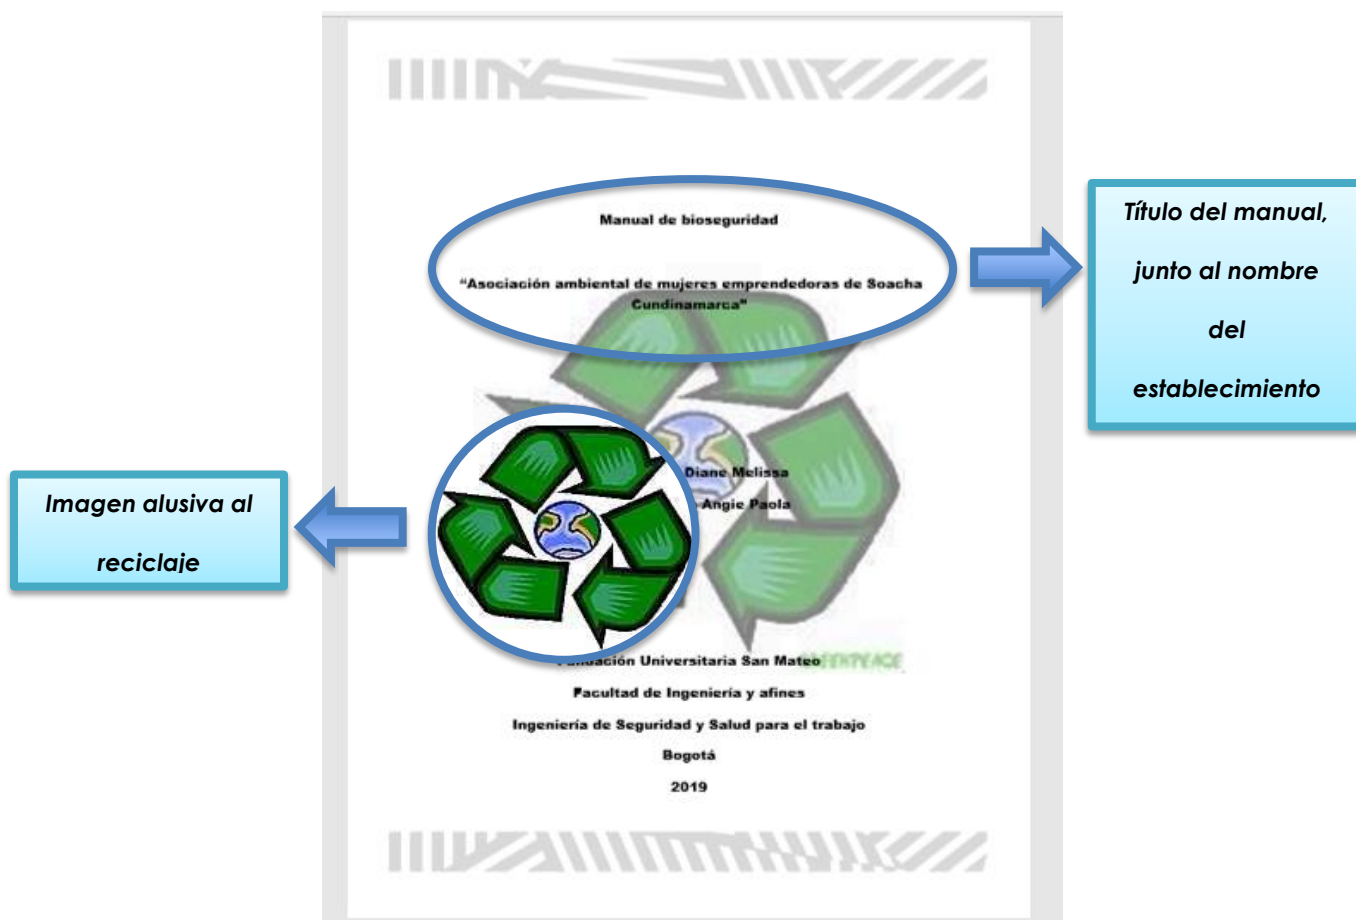 Manual de bioseguridad
“Asociación ambiental de mujeres emprendedoras de Soacha
Cundinamarca”
Título del manual,
junto al nombre
del
establecimiento
Imagen alusiva al
reciclaje
Diane Melissa
Angie Paola
GREENPEACE
Fundación Universitaria San Mateo
Facultad de Ingeniería y afines
Ingeniería de Seguridad y Salud para el trabajo
Bogotá
2019